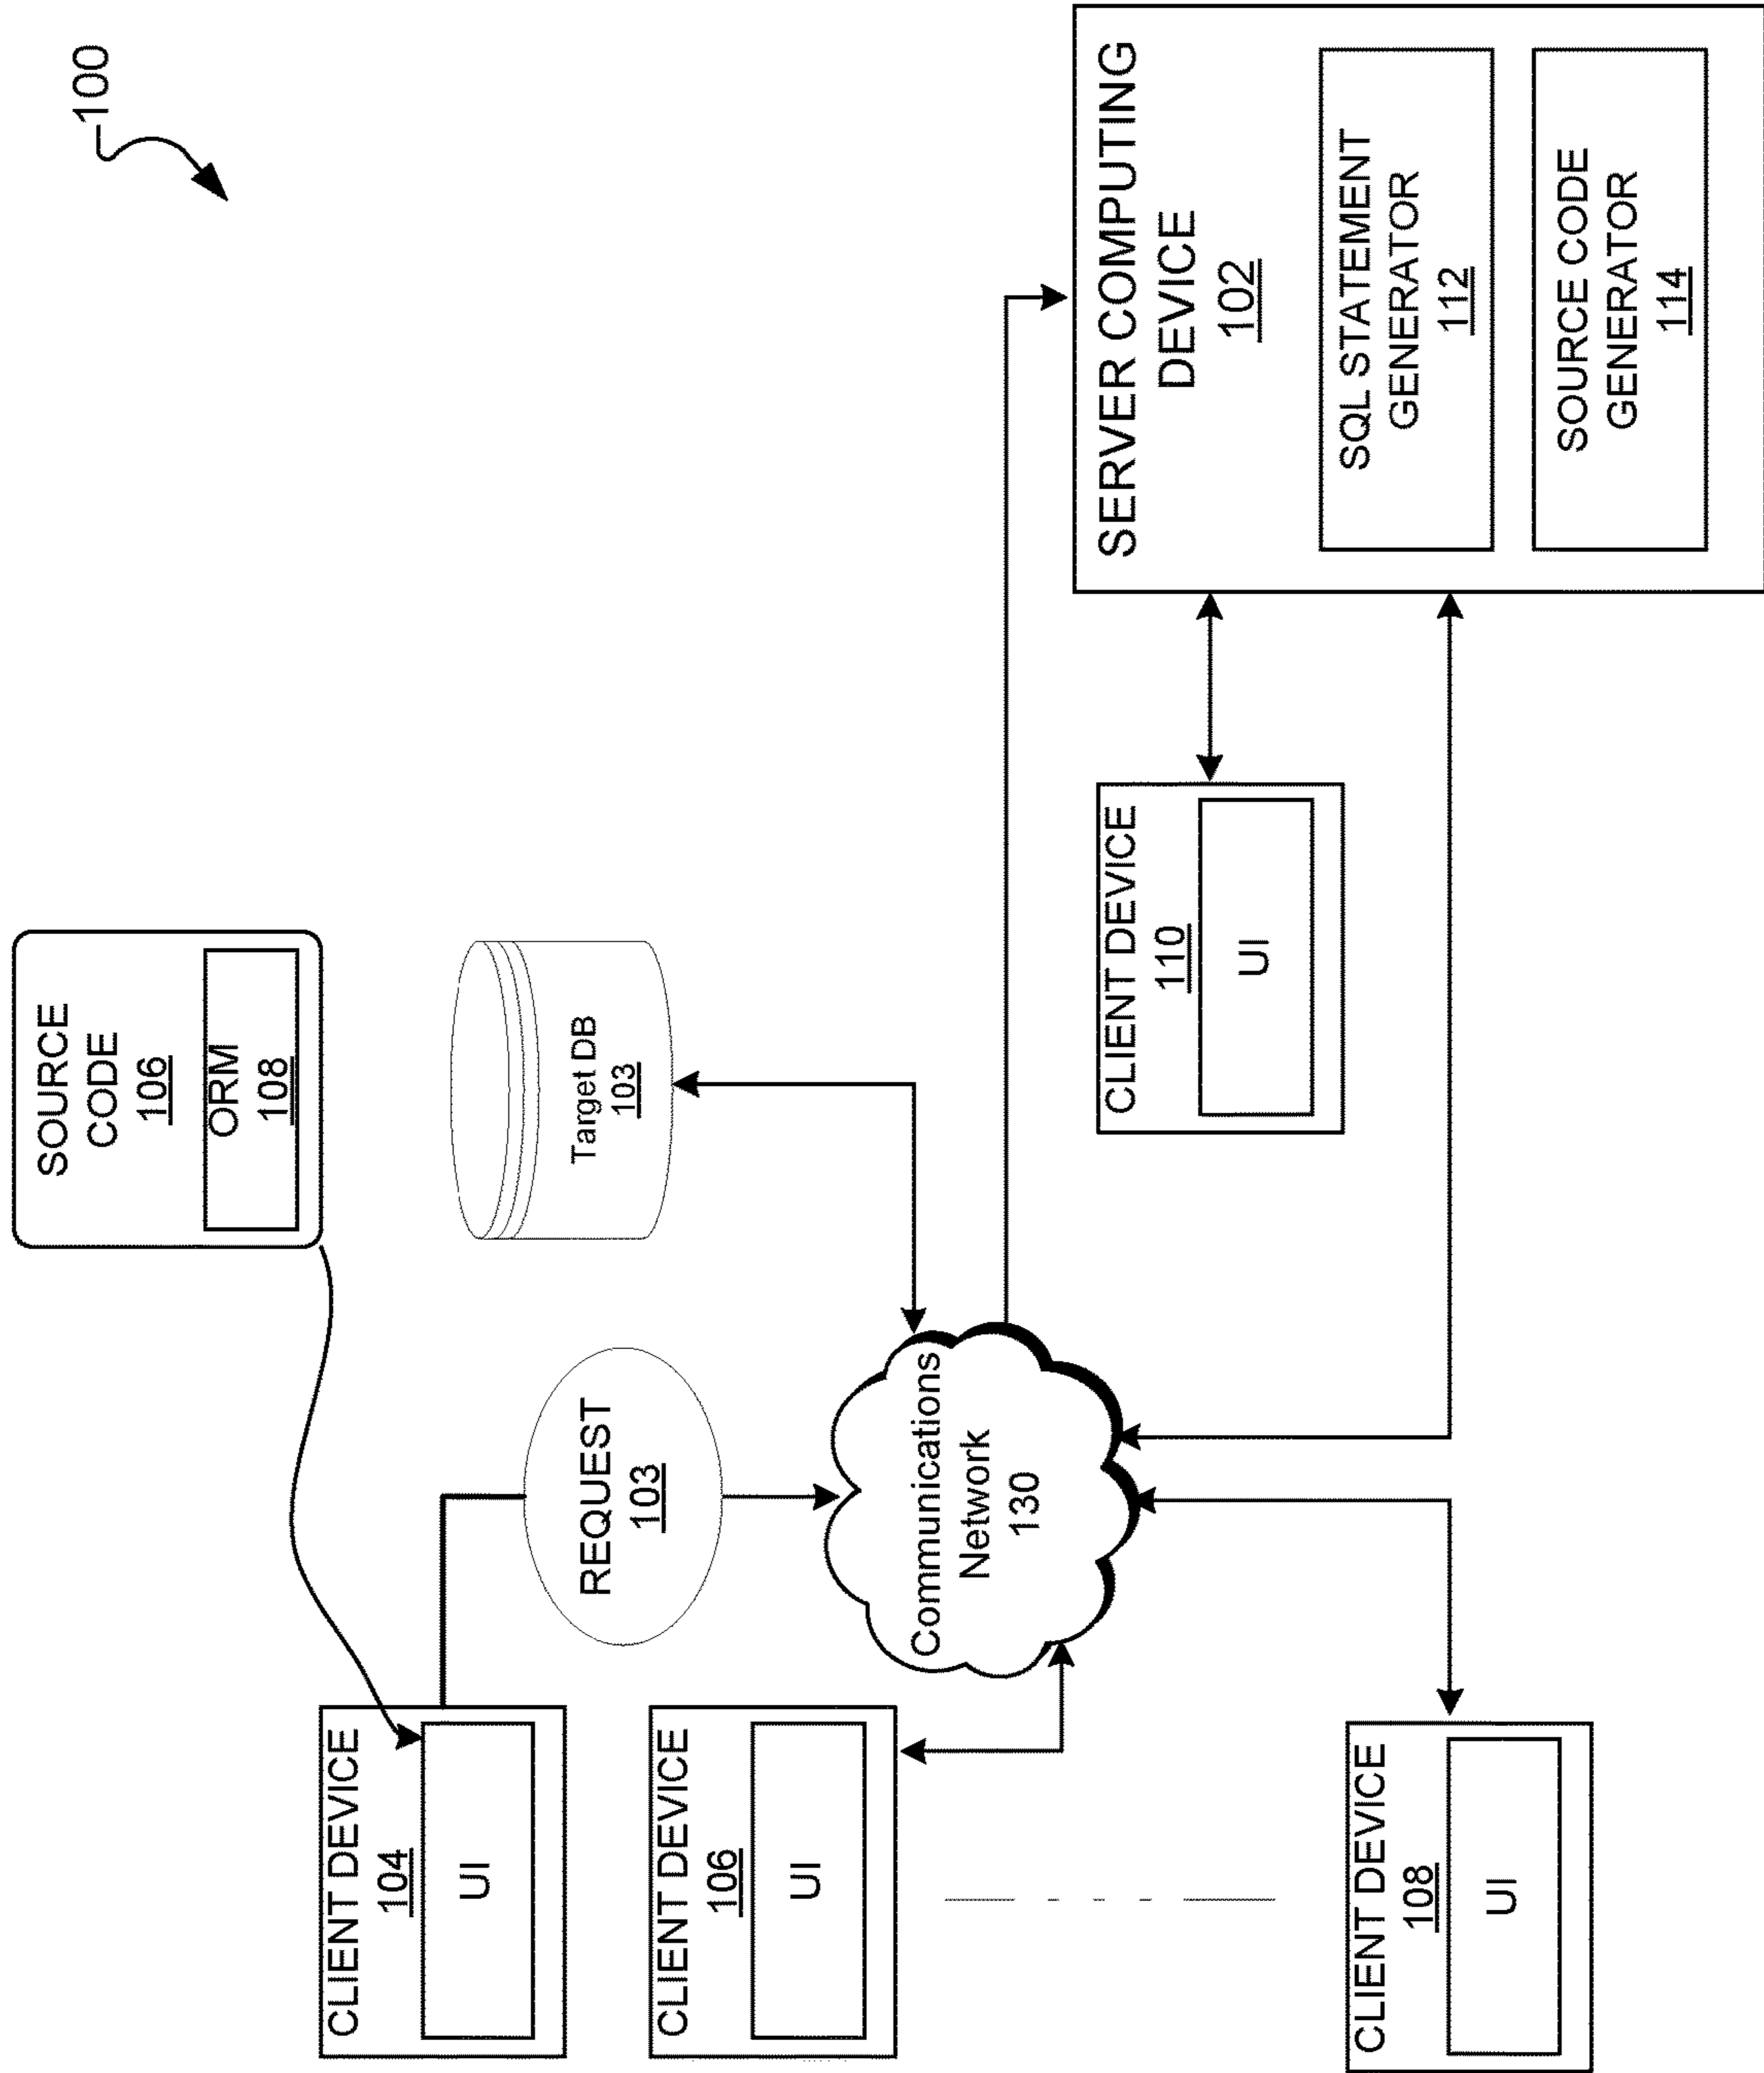 100
SOURCE
CODE
106
ORM
108
CLIENT DEVICE
104
UI
REQUEST
103
Target DB
103
CLIENT DEVICE
106
UI
Communications
Network
130
CLIENT DEVICE
110
UI
SERVER COMPUTING
DEVICE
102
SQL STATEMENT
GENERATOR
112
SOURCE CODE
GENERATOR
114
CLIENT DEVICE
108
UI